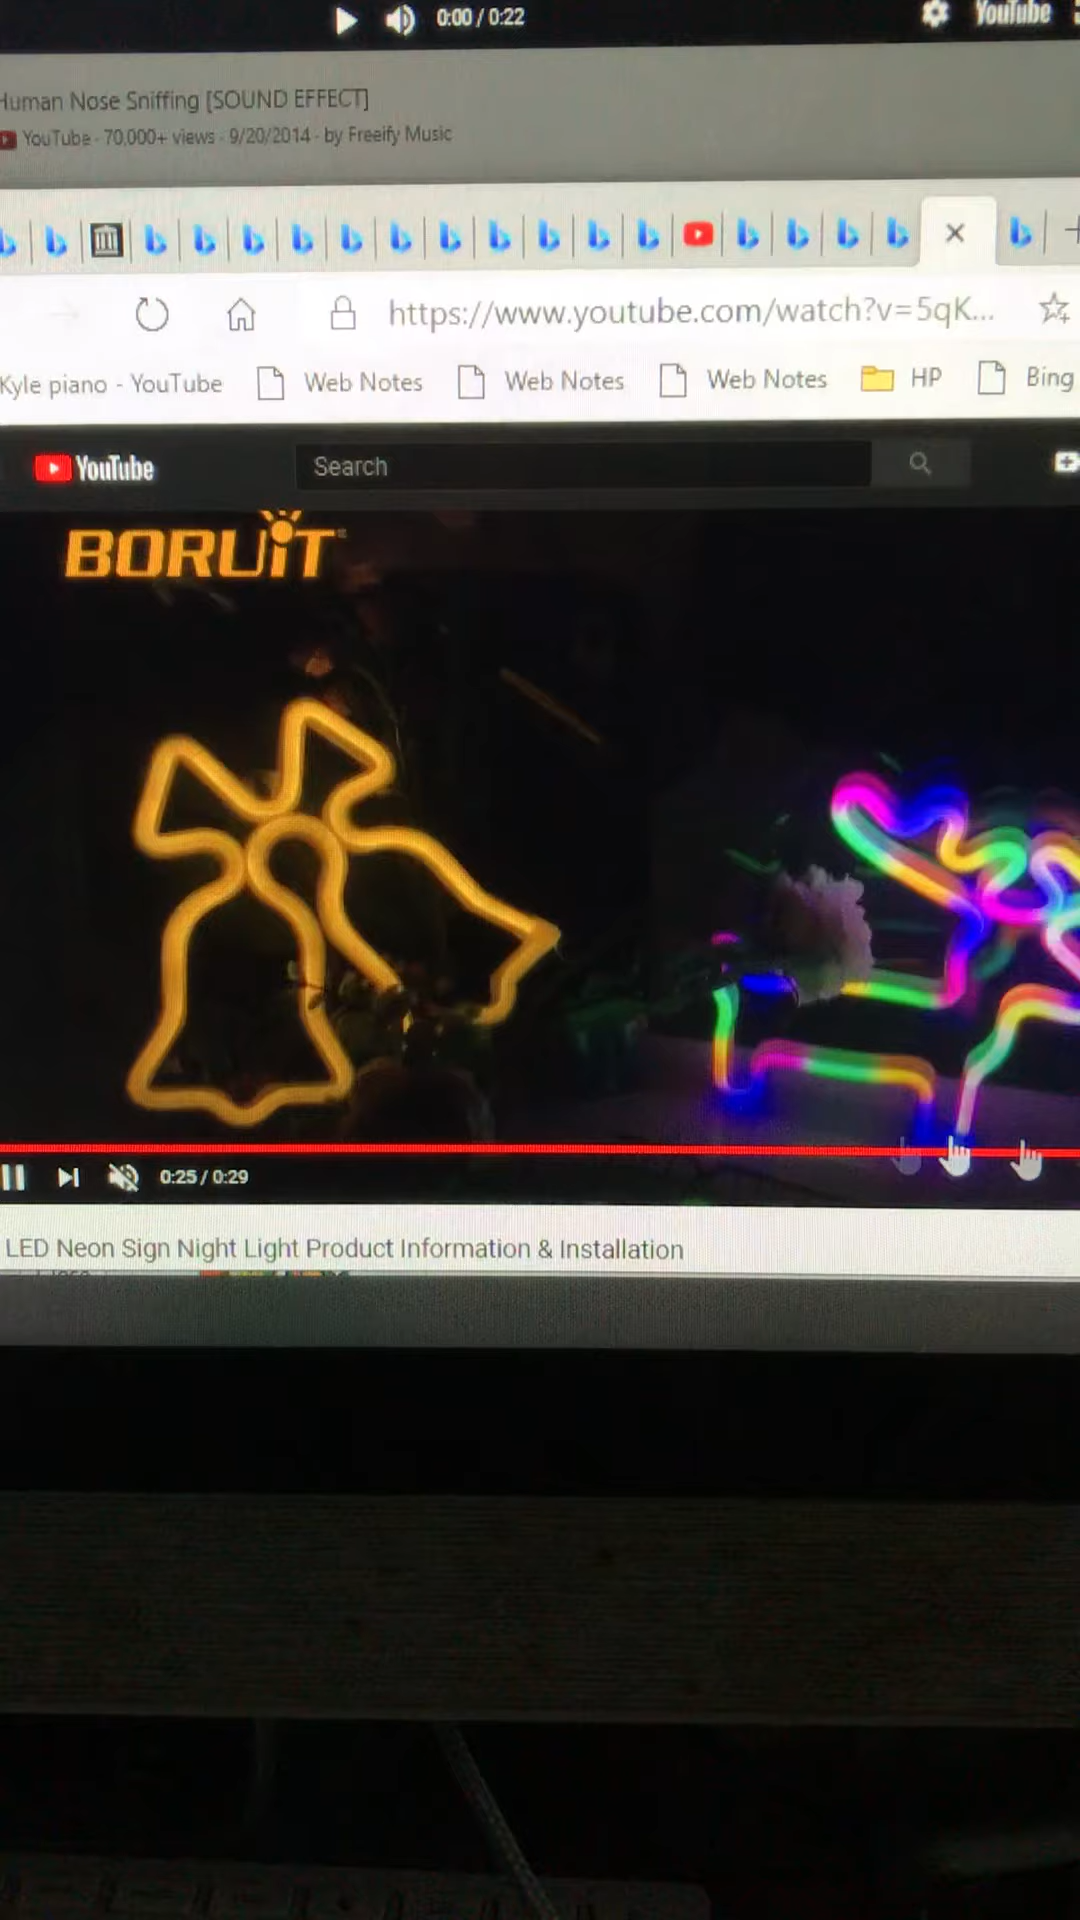 0:00 / 0:22
YouTube
Human Nose Sniffing [SOUND EFFECT]
YouTube · 70,000+ views · 9/20/2014 · by Freeify Music
https://www.youtube.com/watch?v=5qK...
Kyle piano - YouTube
Web Notes
Web Notes
Web Notes
HP
Bing
YouTube
Search
BORUiT
0:25 / 0:29
LED Neon Sign Night Light Product Information & Installation